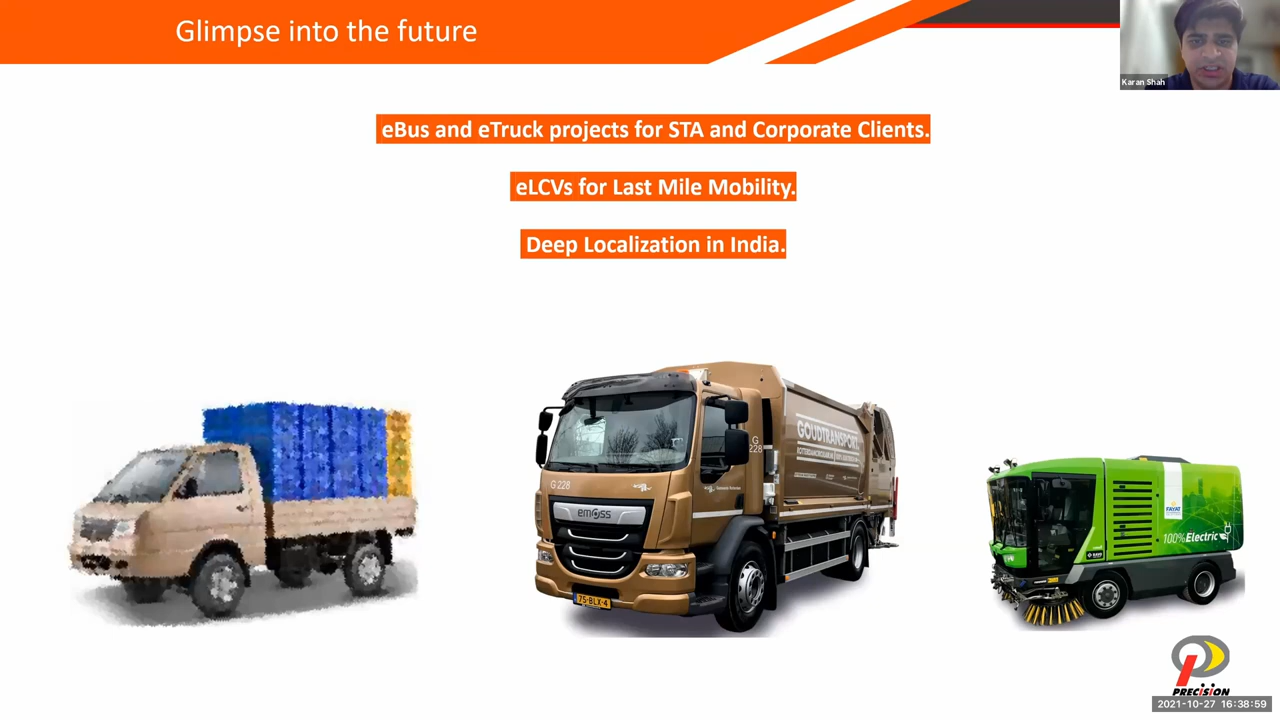 Glimpse into the future
Karan Shah
eBus and eTruck projects for STA and Corporate Clients.
eLCVs for Last Mile Mobility.
Deep Localization in India.
GOUDTRANSPORT
G
228
G 228
emoss
75-BLX-4
FAYAT
100%Electric
PRECISION
2021-10-27 16:38:59